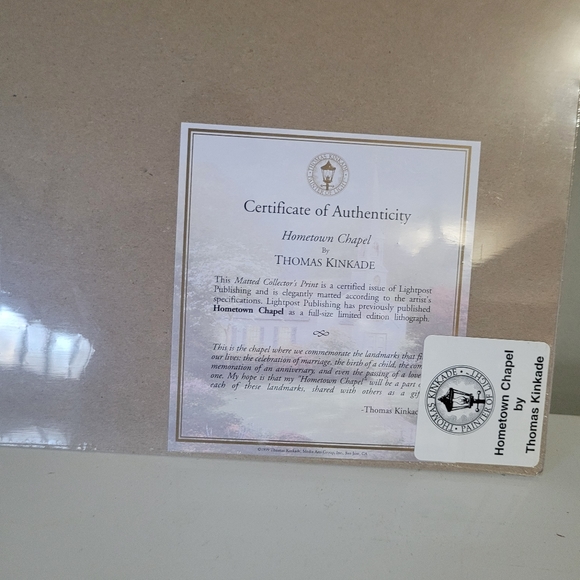 THOMAS KINKADE
PAINTER OF LIGHT
Certificate of Authenticity
Hometown Chapel
By
THOMAS KINKADE
This Matted Collector's Print is a certified issue of Lightpost
Publishing and is elegantly matted according to the artist's
specifications. Lightpost Publishing has previously published
Hometown Chapel as a full-size limited edition lithograph.
This is the chapel where we commemorate the landmarks that
our lives: the celebration of marriage, the birth of a child, the
memoration of an anniversary, and even the passing of a
one. My hope is that my "Hometown Chapel" will be a part
each of these landmarks, shared with others as a
-Thomas
THOMAS KINKADE
PAINTER OF LIGHT
Hometown Chapel
by
Thomas Kinkade